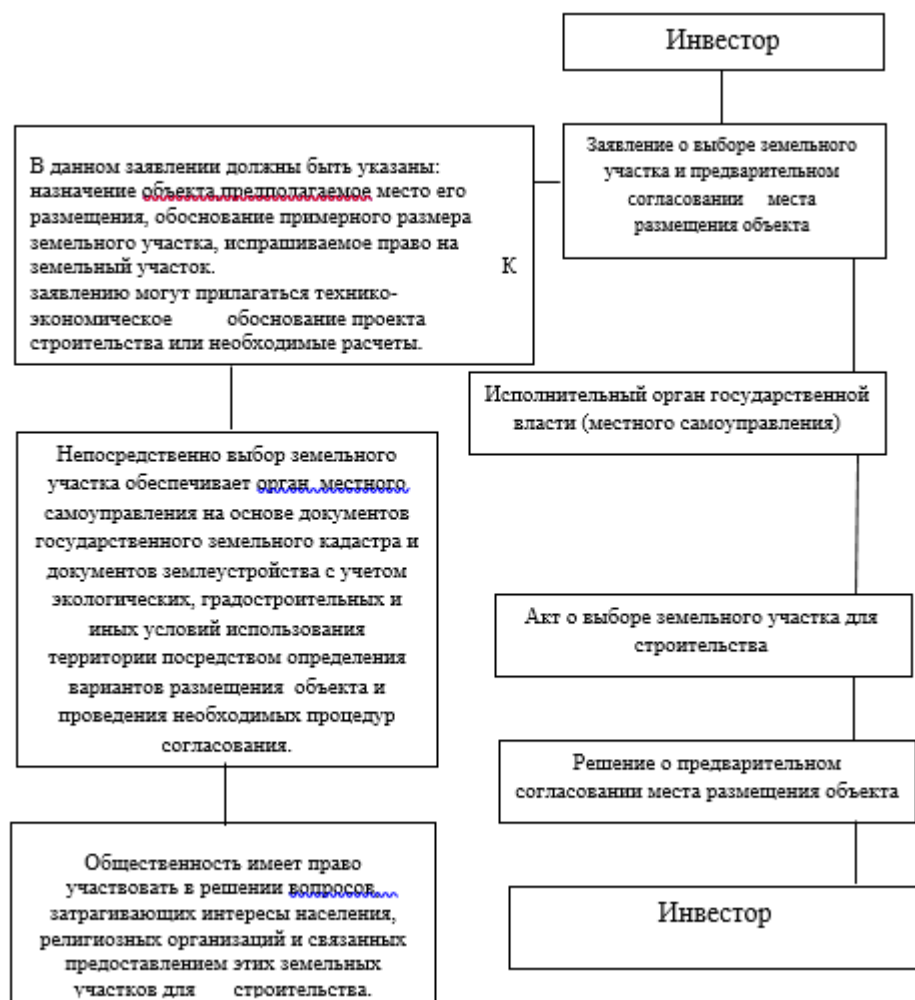 Инвестор
Заявление о выборе земельного
участка и предварительном
согласовании места
размещения объекта
В данном заявлении должны быть указаны:
назначение объекта,предполагаемое место его
размещения, обоснование примерного размера
земельного участка, испрашиваемое право на
земельный участок. К
заявлению могут прилагаться технико-
экономическое обоснование проекта
строительства или необходимые расчеты.
Исполнительный орган государственной
власти (местного самоуправления)
Непосредственно выбор земельного
участка обеспечивает орган местного
самоуправления на основе документов
государственного земельного кадастра и
документов землеустройства с учетом
экологических, градостроительных и
иных условий использования
территории посредством определения
вариантов размещения объекта и
проведения необходимых процедур
согласования.
Акт о выборе земельного участка для
строительства
Решение о предварительном
согласовании места размещения объекта
Общественность имеет право
участвовать в решении вопросов,
затрагивающих интересы населения,
религиозных организаций и связанных
предоставлением этих земельных
участков для строительства.
Инвестор